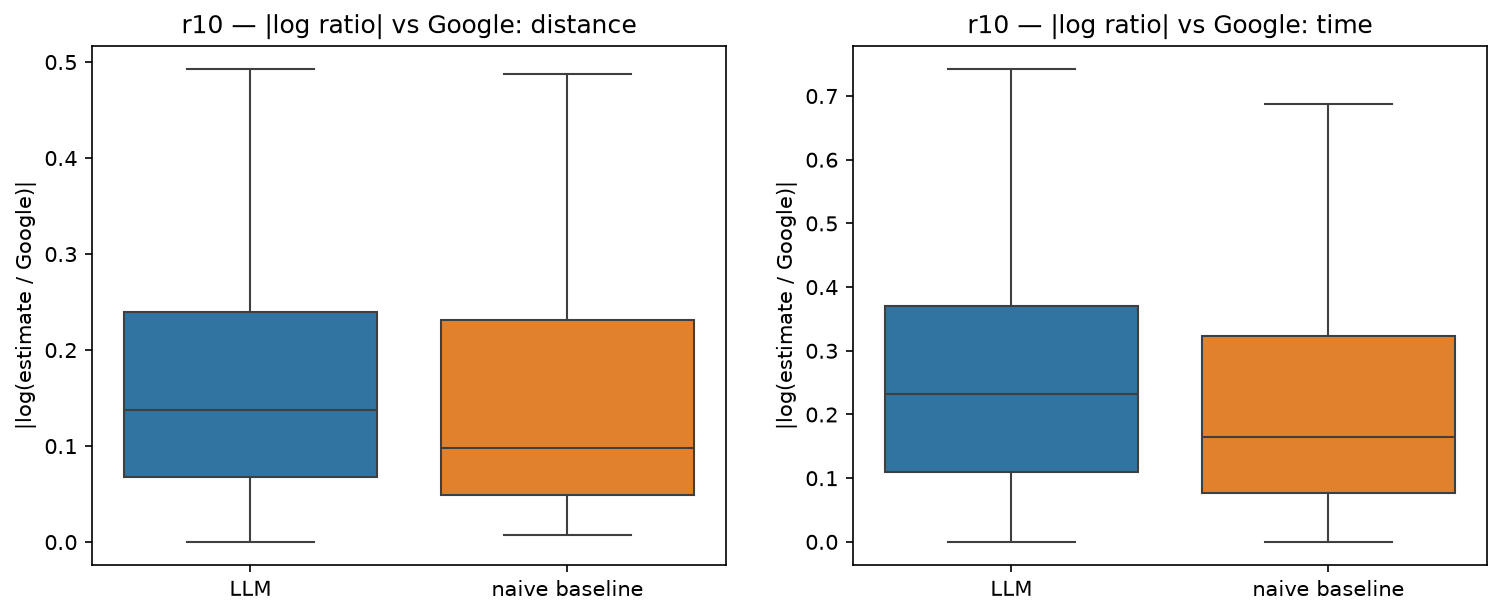 r10 — |log ratio| vs Google: distance
|log(estimate / Google)|
0.5
0.4
0.3
0.2
0.1
0.0
LLM
naive baseline
r10 — |log ratio| vs Google: time
|log(estimate / Google)|
0.7
0.6
0.5
0.4
0.3
0.2
0.1
0.0
LLM
naive baseline